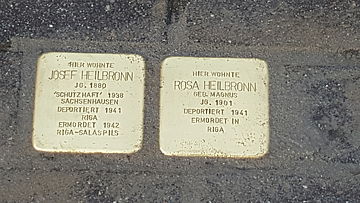 HIER WOHNTE
JOSEF HEILBRONN
JG. 1880
"SCHUTZHAFT" 1938
SACHSENHAUSEN
DEPORTIERT 1941
RIGA
ERMORDET 1942
RIGA-SALASPILS
HIER WOHNTE
ROSA HEILBRONN
GEB. MAGNUS
JG. 1901
DEPORTIERT 1941
ERMORDET IN
RIGA